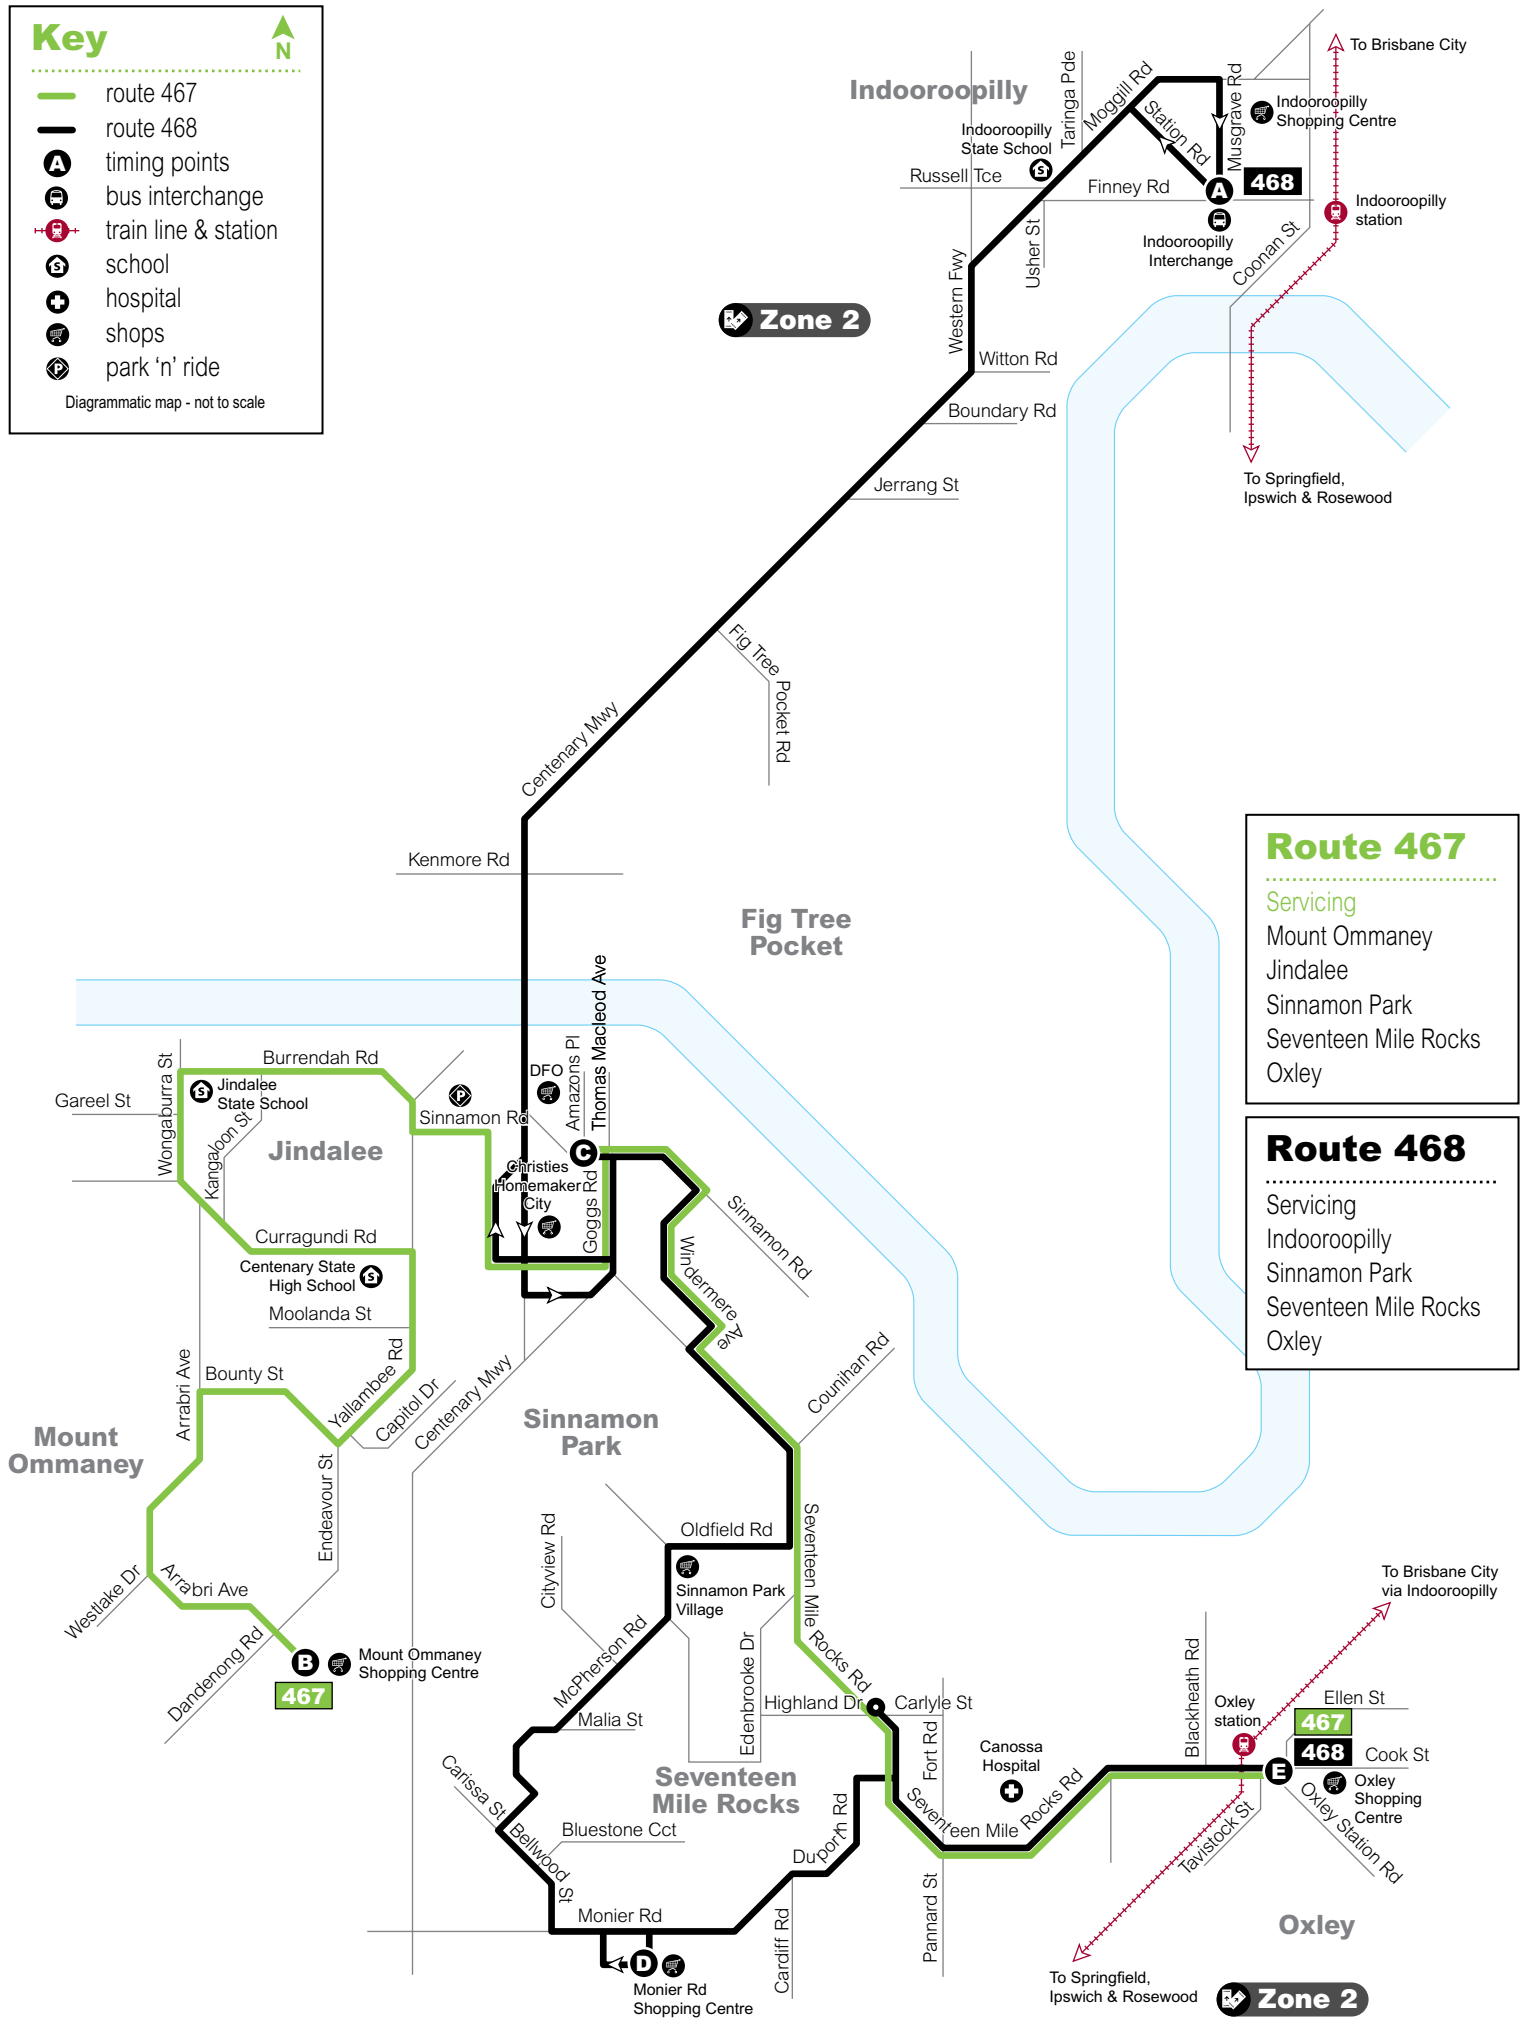 Key
N
route 467
route 468
A
timing points
bus interchange
train line & station
S
school
hospital
shops
P
park ‘n’ ride
Diagrammatic map - not to scale
To Brisbane City
Indooroopilly
Taringa Pde
Moggill Rd
Station Rd
Musgrave Rd
Indooroopilly
Shopping Centre
Indooroopilly
State School
S
Russell Tce
Finney Rd
A
468
Indooroopilly
station
Usher St
Indooroopilly
Interchange
Coonan St
Western Fwy
Zone 2
Witton Rd
Boundary Rd
Jerrang St
To Springfield,
Ipswich & Rosewood
Fig Tree
Pocket Rd
Centenary Mwy
Kenmore Rd
Fig Tree
Pocket
Route 467
Servicing
Mount Ommaney
Jindalee
Sinnamon Park
Seventeen Mile Rocks
Oxley
Route 468
Servicing
Indooroopilly
Sinnamon Park
Seventeen Mile Rocks
Oxley
Thomas Macleod Ave
Amazons Pl
DFO
Burrendah Rd
Wongaburra St
S
Jindalee
State School
Gareel St
Kangaloon St
Jindalee
P
Sinnamon Rd
C
Christies
Homemaker
City
Goggs Rd
Sinnamon Rd
Windermere
Ave
Curragundi Rd
Centenary State
High School
S
Moolanda St
Yallambee Rd
Capitol Dr
Centenary Mwy
Arrabri Ave
Bounty St
Counihan Rd
Mount
Ommaney
Sinnamon
Park
Endeavour St
Westlake Dr
Arrabri Ave
Dandenong Rd
B
467
Mount Ommaney
Shopping Centre
Cityview Rd
Oldfield Rd
Sinnamon Park
Village
McPherson Rd
Malia St
Seventeen Mile Rocks Rd
Edenbrooke Dr
Highland Dr
Carlyle St
Fort Rd
Seventeen
Mile Rocks
Carissa St
Bellwood
St
Bluestone Cct
Monier Rd
D
Monier Rd
Shopping Centre
Duporth Rd
Cardiff Rd
Pannard St
Seventeen Mile Rocks Rd
Canossa
Hospital
Blackheath Rd
Oxley
station
To Brisbane City
via Indooroopilly
Ellen St
467
468
Cook St
E
Oxley
Shopping
Centre
Oxley Station Rd
Tavistock St
Oxley
To Springfield,
Ipswich & Rosewood
Zone 2